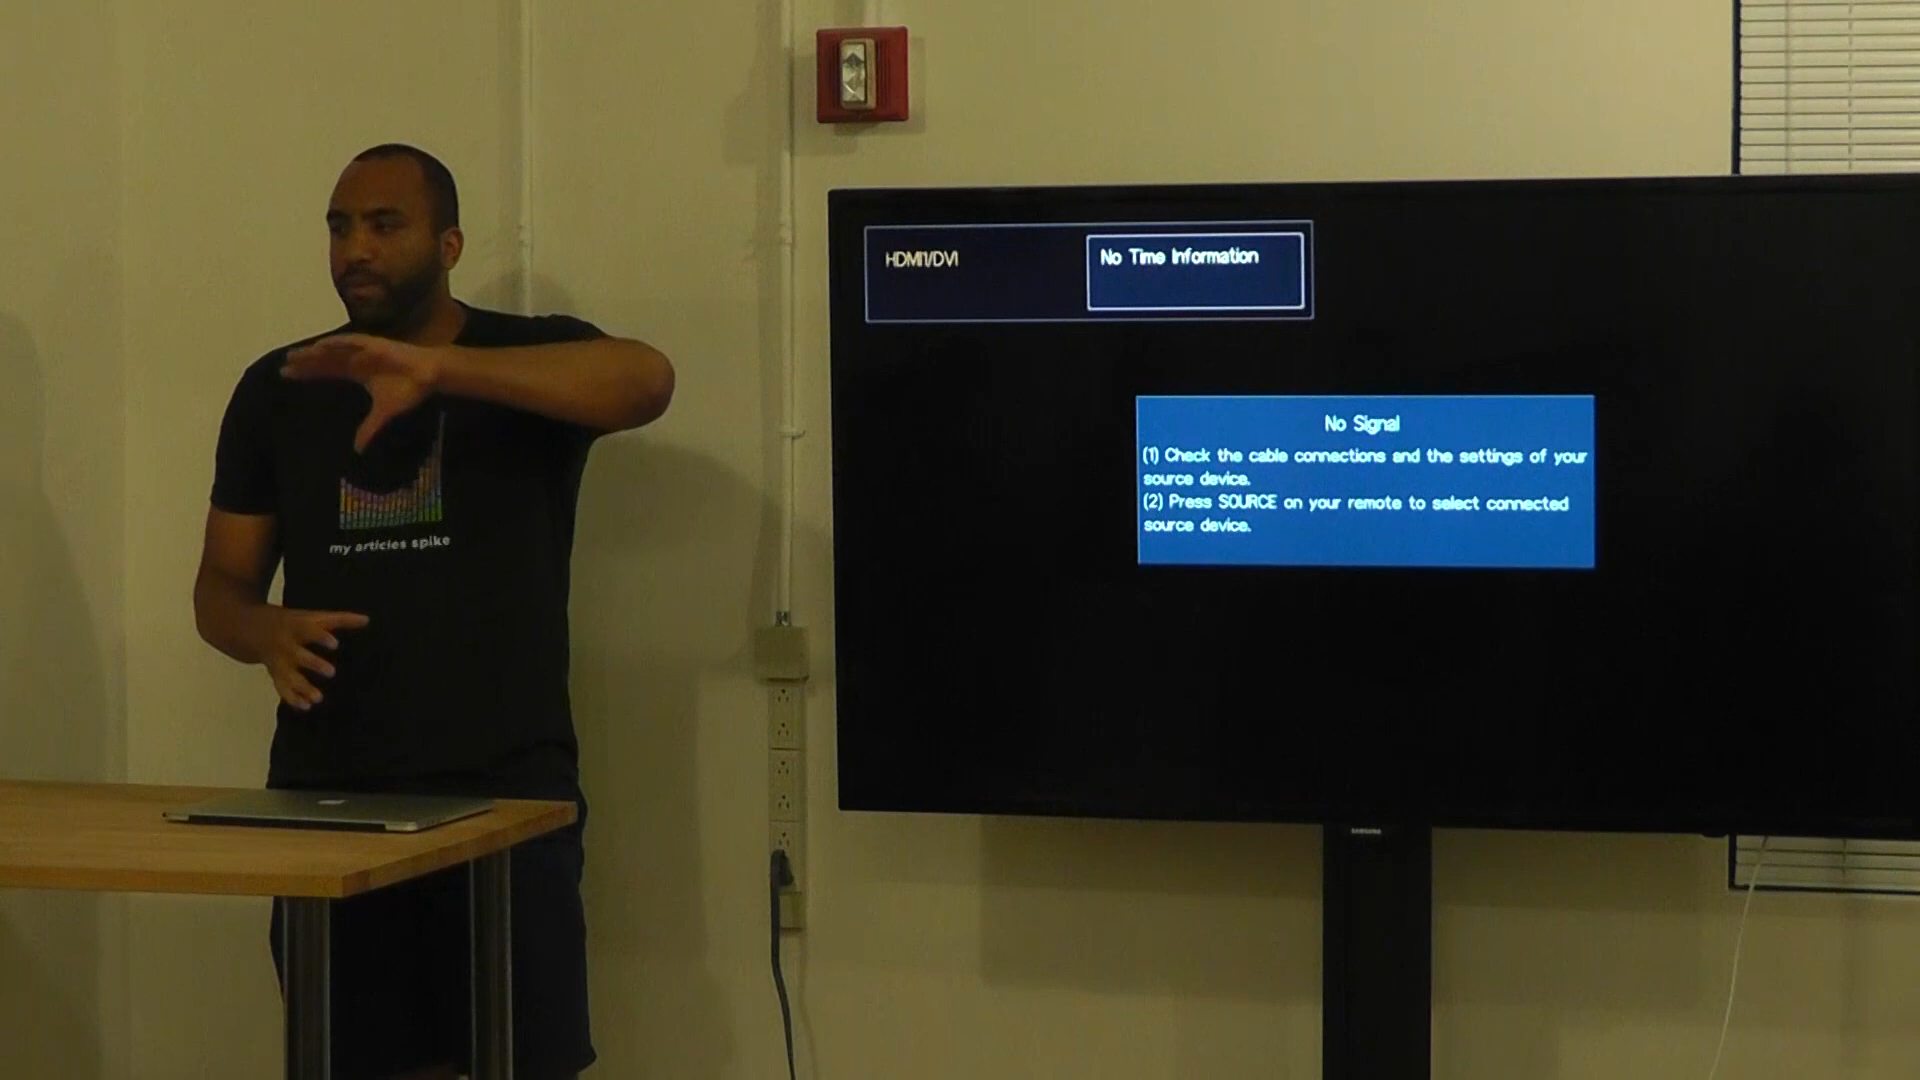 HDMI1/DVI
No Time Information
No Signal
(1) Check the cable connections and the settings of your
source device.
(2) Press SOURCE on your remote to select connected
source device.
my articles spike
SAMSUNG